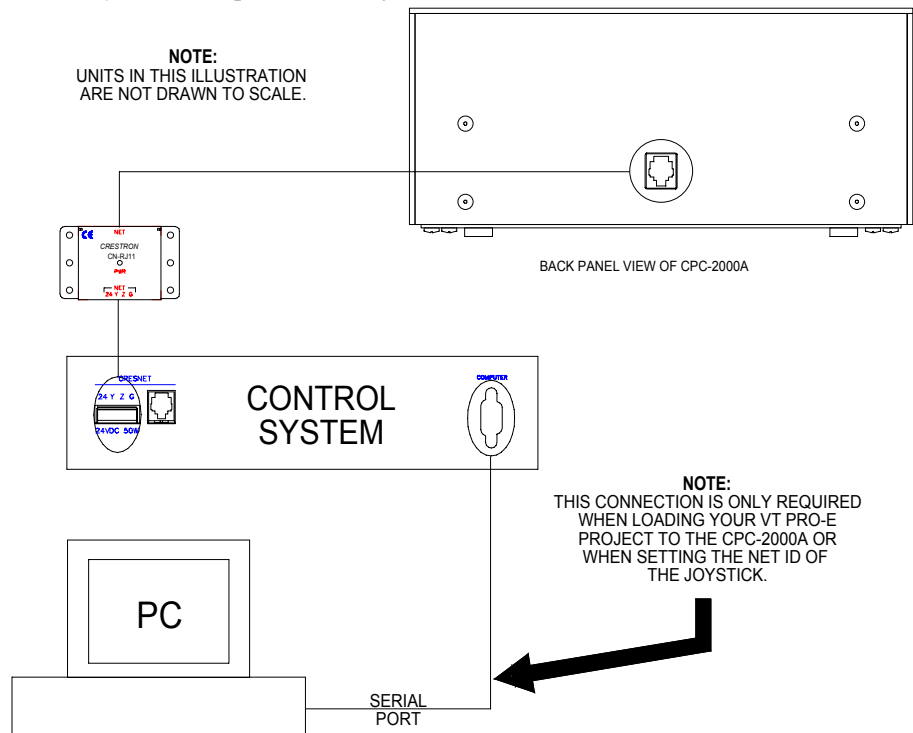 NOTE:
UNITS IN THIS ILLUSTRATION
ARE NOT DRAWN TO SCALE.
BACK PANEL VIEW OF CPC-2000A
CE NET
CRESTRON
CN-RJ11
PWR
NET
24 Y Z G
CRESNET
24 Y Z G
24VDC 50W
CONTROL
SYSTEM
COMPUTER
NOTE:
THIS CONNECTION IS ONLY REQUIRED
WHEN LOADING YOUR VT PRO-E
PROJECT TO THE CPC-2000A OR
WHEN SETTING THE NET ID OF
THE JOYSTICK.
PC
SERIAL
PORT